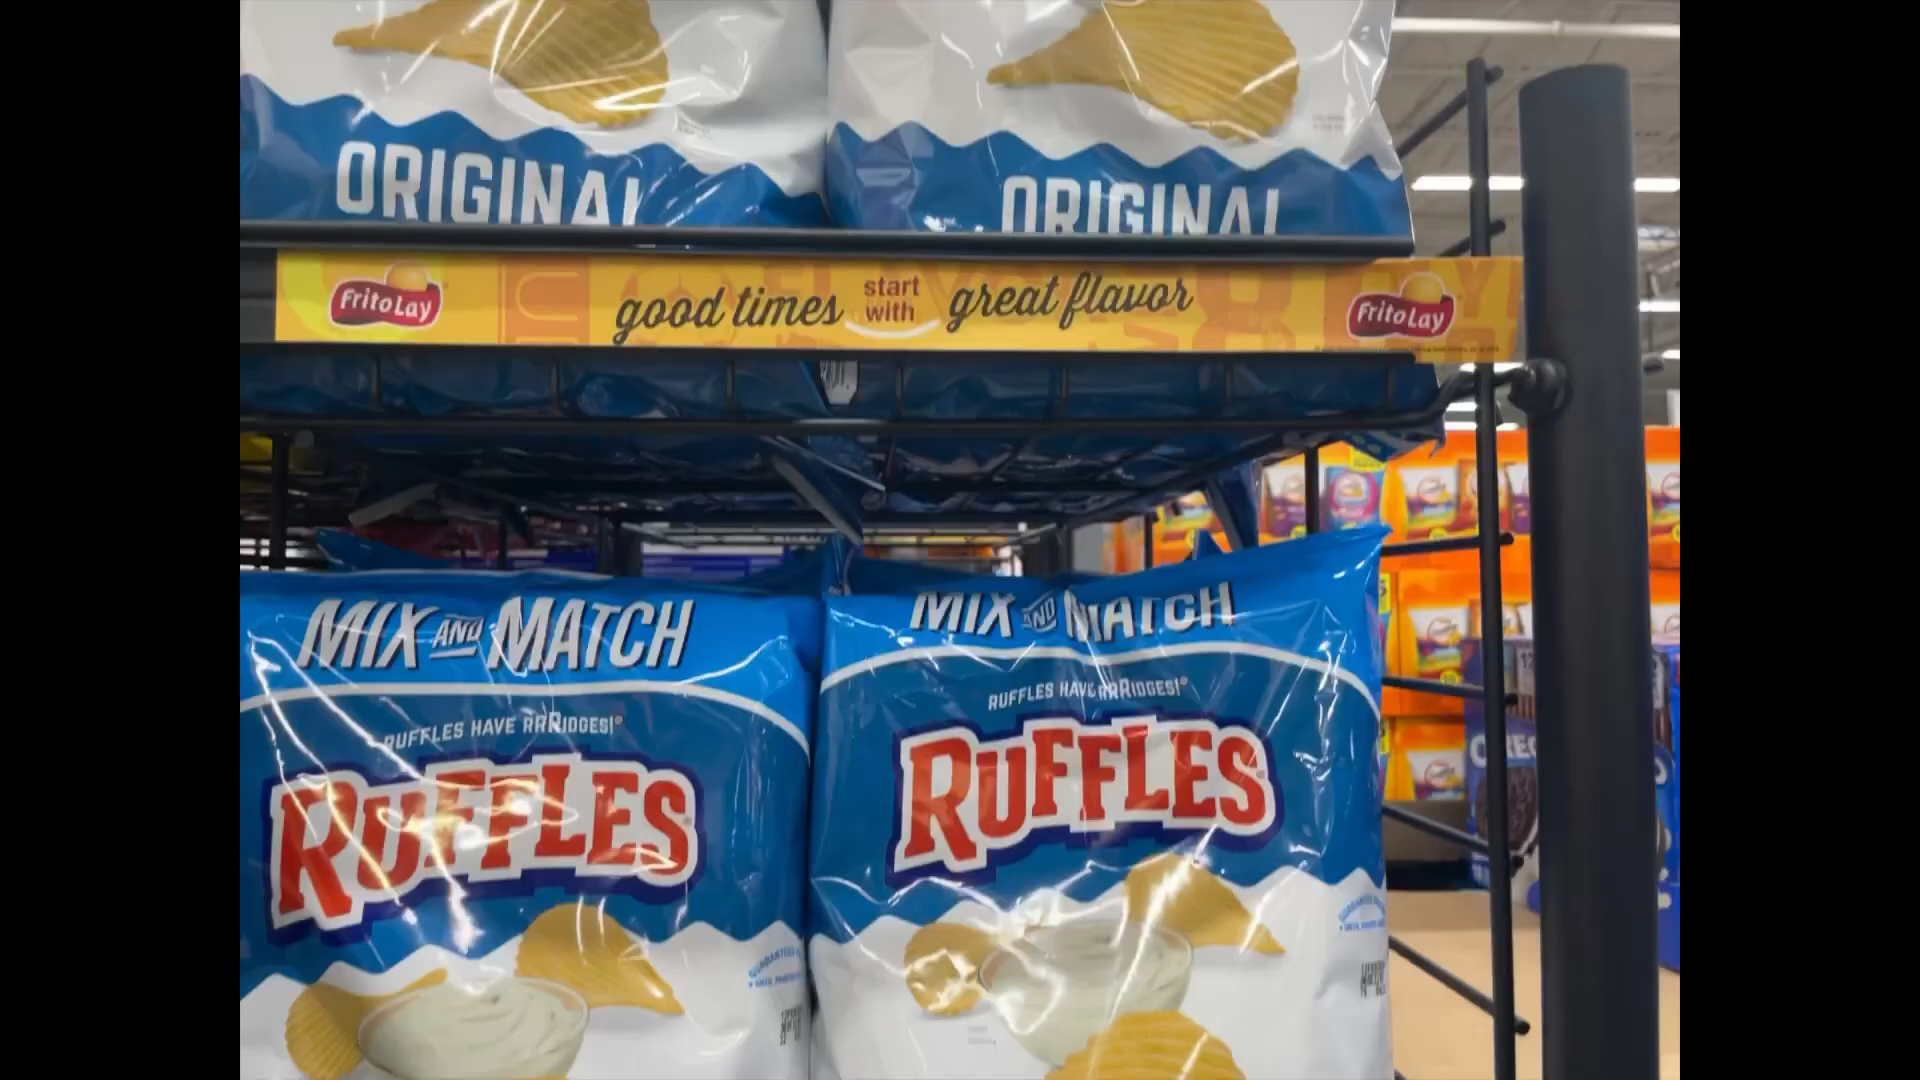 ORIGINAL
ORIGINAL
FritoLay
good times start with great flavor
FritoLay
MIX AND MATCH
RUFFLES HAVE RRRIDGES!®
RUFFLES
MIX AND MATCH
RUFFLES HAVE RRRIDGES!®
RUFFLES